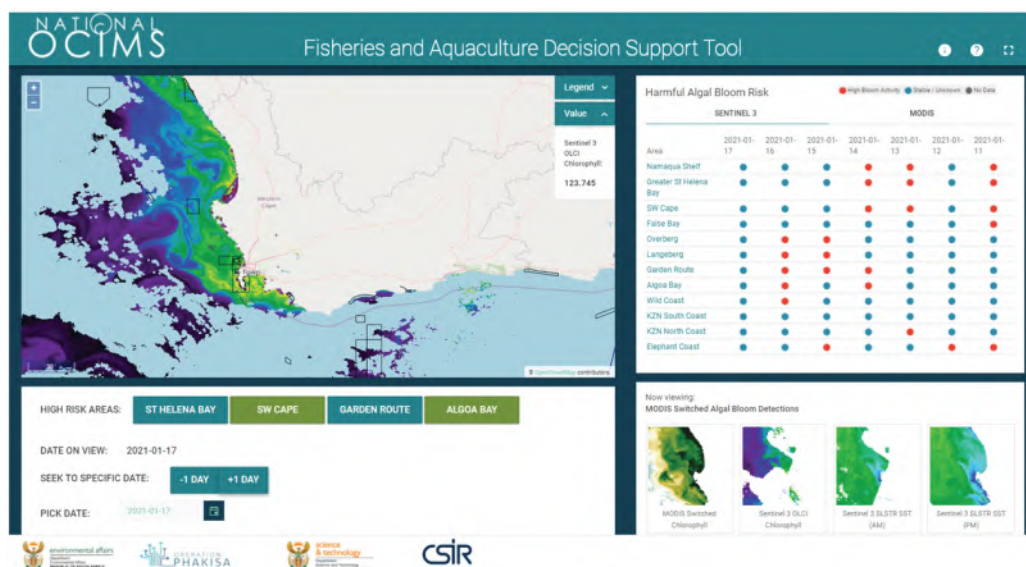 NATIONAL
OCIMS
Fisheries and Aquaculture Decision Support Tool
Legend
Value
Sentinel 3
OLCI
Chlorophyll:
123.745
Western
Cape
© OpenStreetMap contributors.
Harmful Algal Bloom Risk
High Bloom Activity
Stable / Unknown
No Data
SENTINEL 3
MODIS
Area
2021-01-17
2021-01-16
2021-01-15
2021-01-14
2021-01-13
2021-01-12
2021-01-11
Namaqua Shelf
Greater St Helena
Bay
SW Cape
False Bay
Overberg
Langeberg
Garden Route
Algoa Bay
Wild Coast
KZN South Coast
KZN North Coast
Elephant Coast
HIGH RISK AREAS:
ST HELENA BAY
SW CAPE
GARDEN ROUTE
ALGOA BAY
DATE ON VIEW: 2021-01-17
SEEK TO SPECIFIC DATE:
-1 DAY
+1 DAY
PICK DATE:
2021-01-17
Now viewing:
MODIS Switched Algal Bloom Detections
MODIS Switched
Chlorophyll
Sentinel 3 OLCI
Chlorophyll
Sentinel 3 SLSTR SST
(AM)
Sentinel 3 SLSTR SST
(PM)
environmental affairs
OPERATION
PHAKISA
science
& technology
CSIR